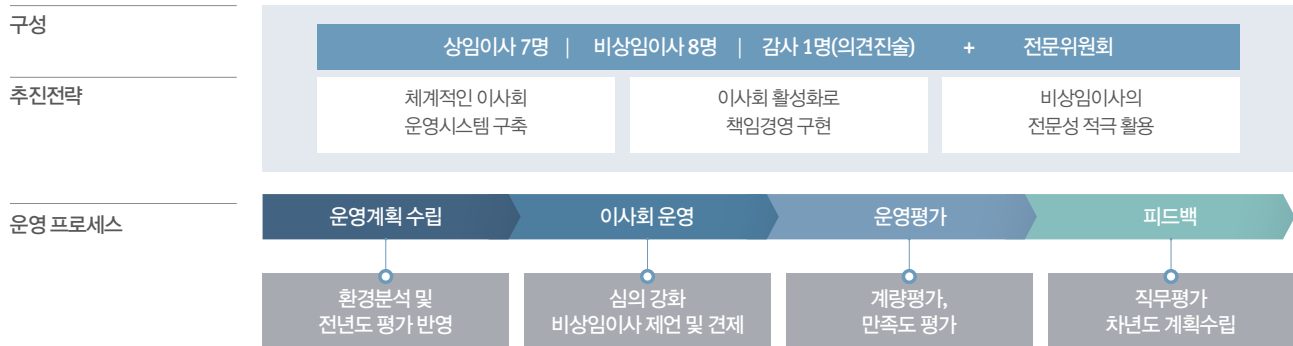 구성
상임이사 7명 | 비상임이사 8명 | 감사 1명(의견진술) + 전문위원회
추진전략
체계적인 이사회
운영시스템 구축
이사회 활성화로
책임경영 구현
비상임이사의
전문성 적극 활용
운영 프로세스
운영계획 수립
이사회 운영
운영평가
피드백
환경분석 및
전년도 평가 반영
심의 강화
비상임이사 제언 및 견제
계량평가,
만족도 평가
직무평가
차년도 계획수립